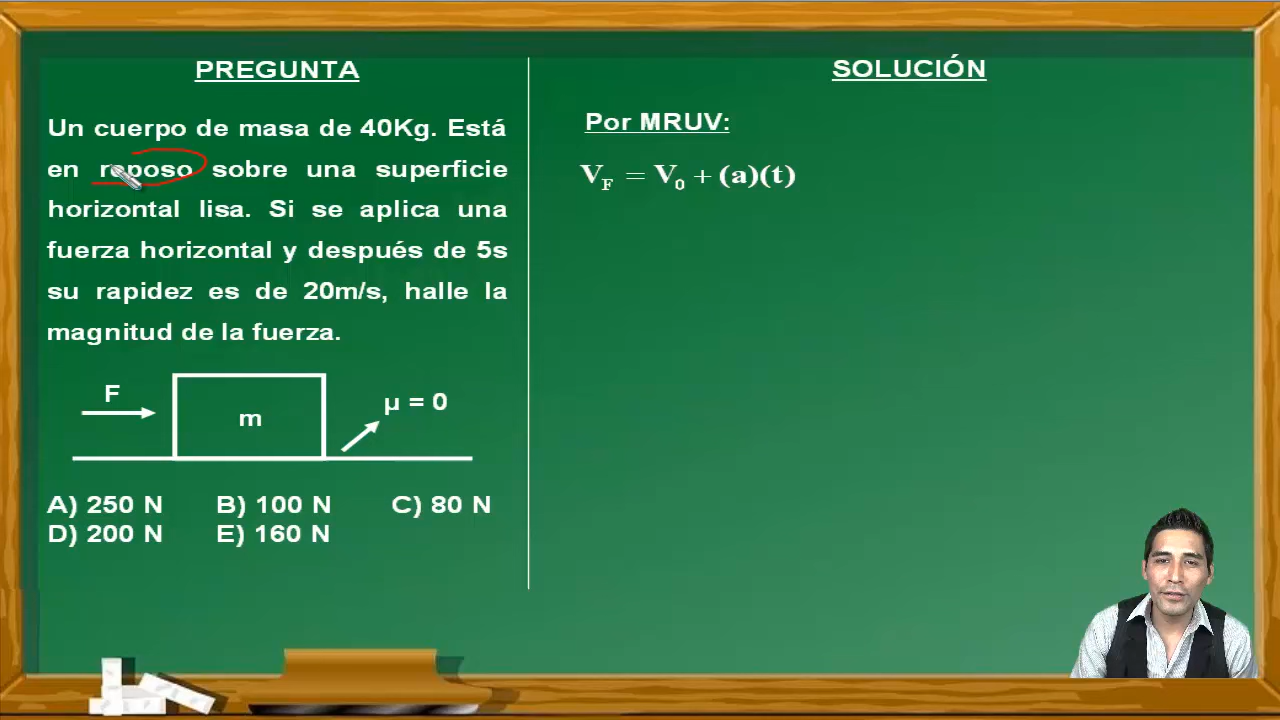 PREGUNTA
Un cuerpo de masa de 40Kg. Está
en reposo sobre una superficie
horizontal lisa. Si se aplica una
fuerza horizontal y después de 5s
su rapidez es de 20m/s, halle la
magnitud de la fuerza.
F
m
μ = 0
A) 250 N B) 100 N C) 80 N
D) 200 N E) 160 N
SOLUCIÓN
Por MRUV:
V_F = V_0 + (a)(t)